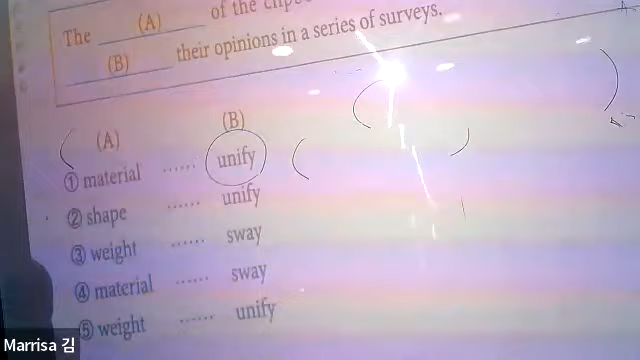 The (A) of the
(B) their opinions in a series of surveys.
(A) (B)
① material ...... unify
② shape ...... unify
③ weight ...... sway
④ material ...... sway
⑤ weight ...... unify
Marrisa 김